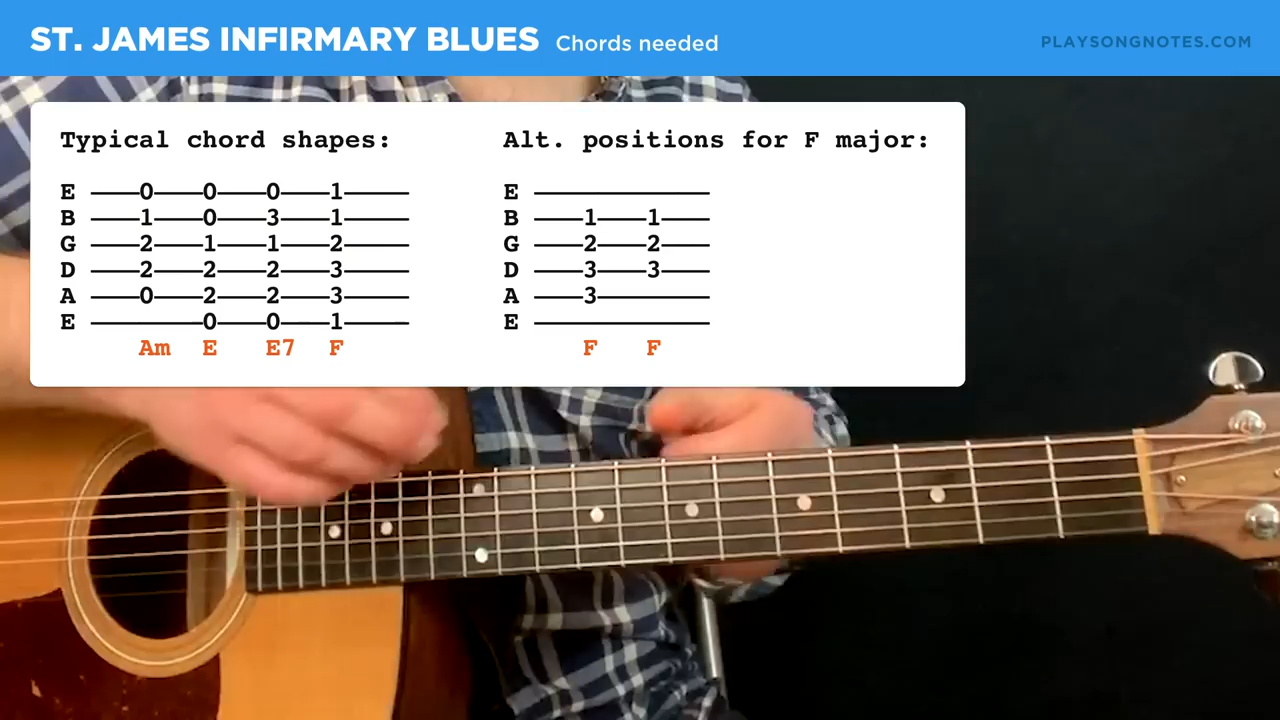 ST. JAMES INFIRMARY BLUES Chords needed PLAYSONGNOTES.COM
Typical chord shapes:
E ———0———0———0———1————
B ———1———0———3———1————
G ———2———1———1———2————
D ———2———2———2———3————
A ———0———2———2———3————
E ———————0———0———1————
Am E E7 F
Alt. positions for F major:
E ———————————
B ———1———1———
G ———2———2———
D ———3———3———
A ———3———————
E ———————————
F F